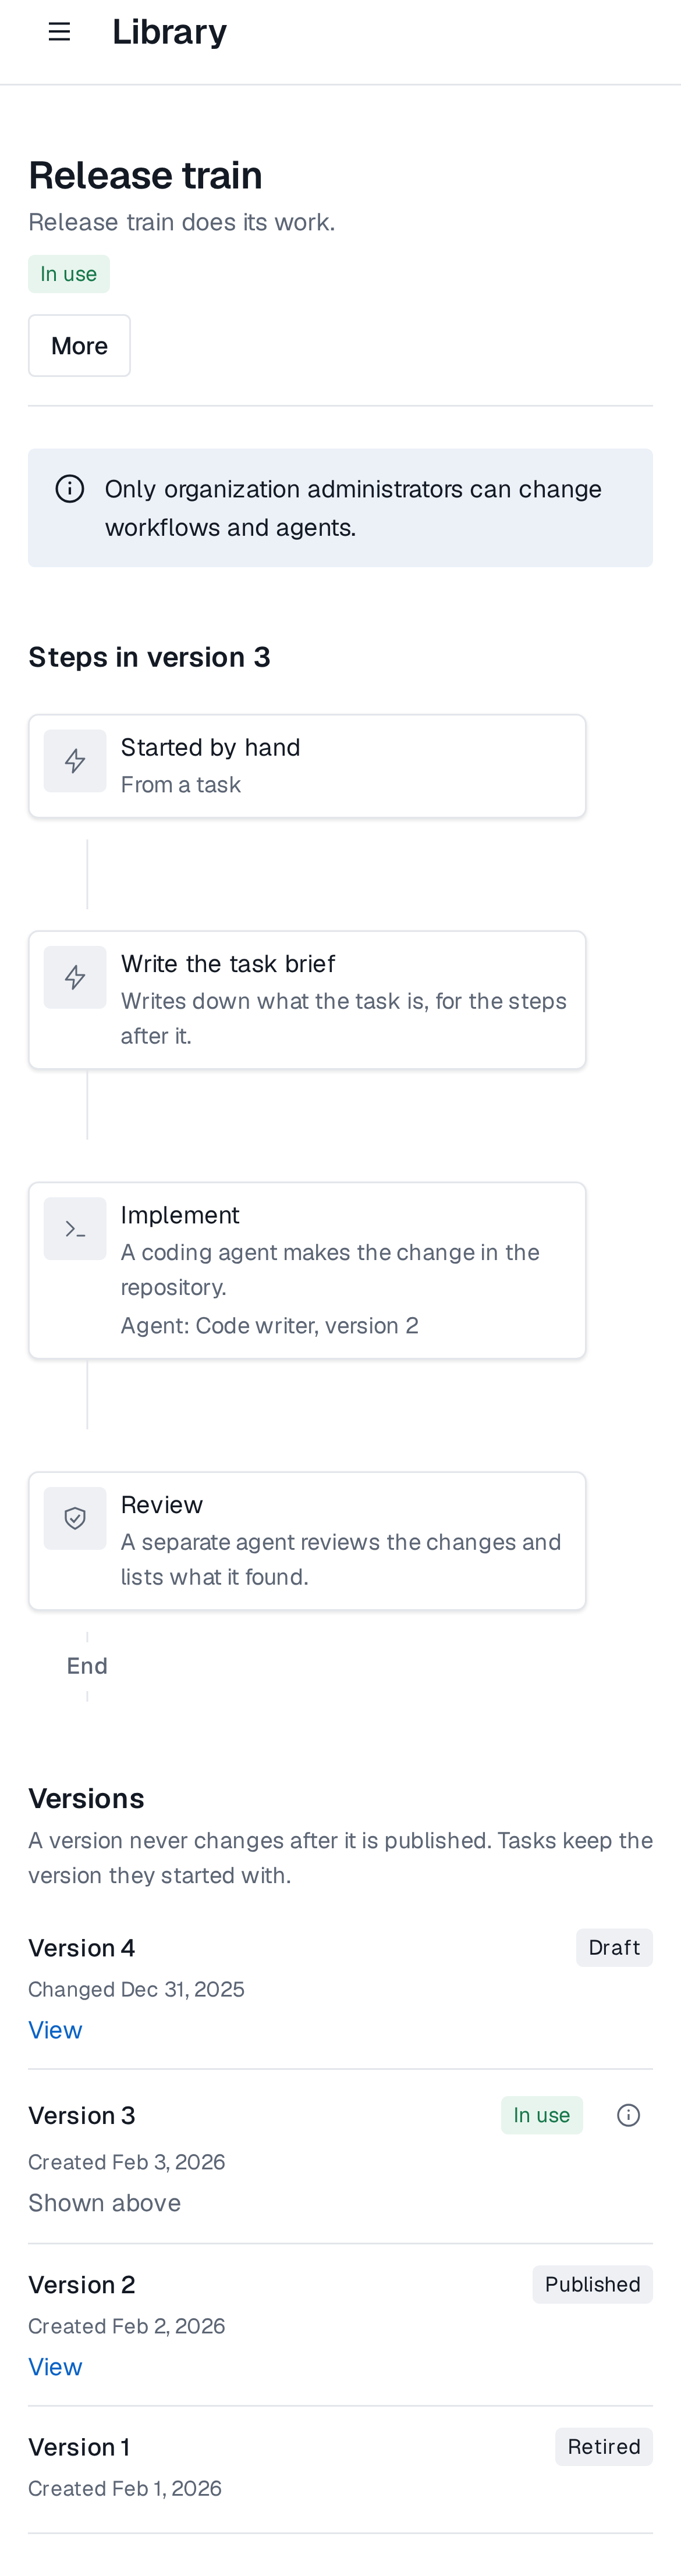 Library
Release train
Release train does its work.
In use
More
Only organization administrators can change
workflows and agents.
Steps in version 3
Started by hand
From a task
Write the task brief
Writes down what the task is, for the steps
after it.
Implement
A coding agent makes the change in the
repository.
Agent: Code writer, version 2
Review
A separate agent reviews the changes and
lists what it found.
End
Versions
A version never changes after it is published. Tasks keep the
version they started with.
Version 4
Draft
Changed Dec 31, 2025
View
Version 3
In use
Created Feb 3, 2026
Shown above
Version 2
Published
Created Feb 2, 2026
View
Version 1
Retired
Created Feb 1, 2026